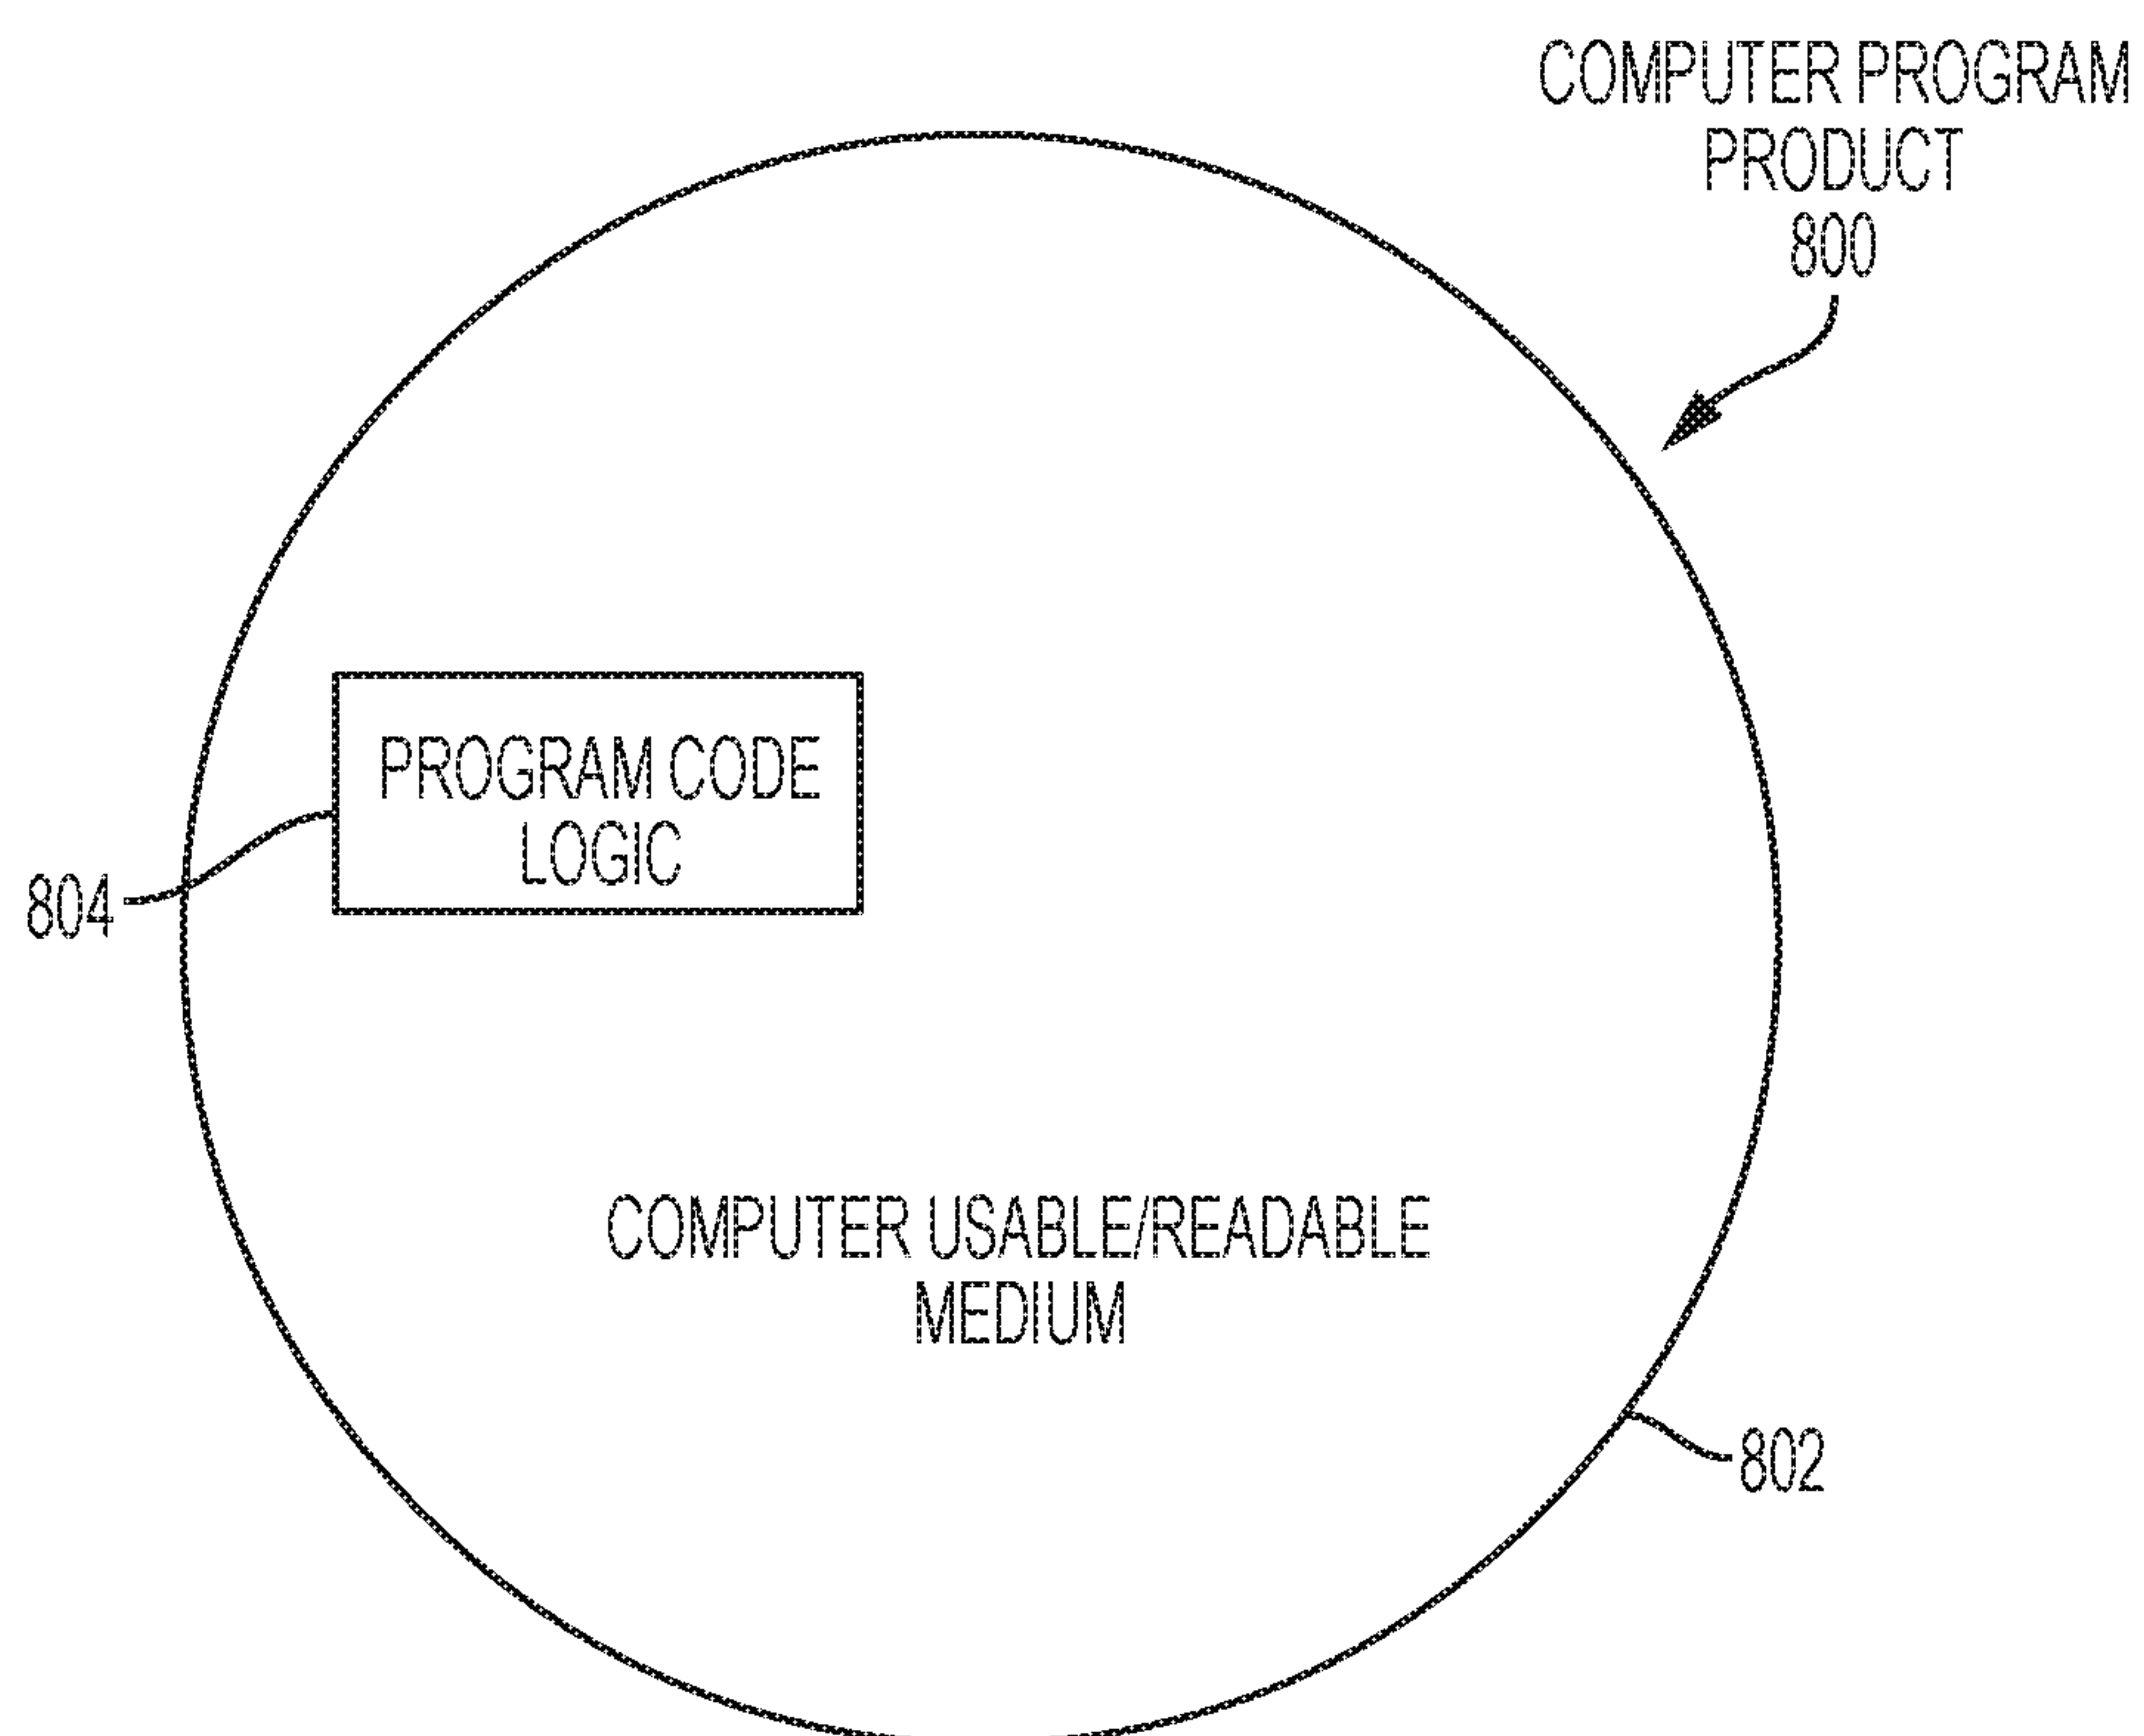 COMPUTER PROGRAM
PRODUCT
800
PROGRAM CODE
LOGIC
804
COMPUTER USABLE/READABLE
MEDIUM
802